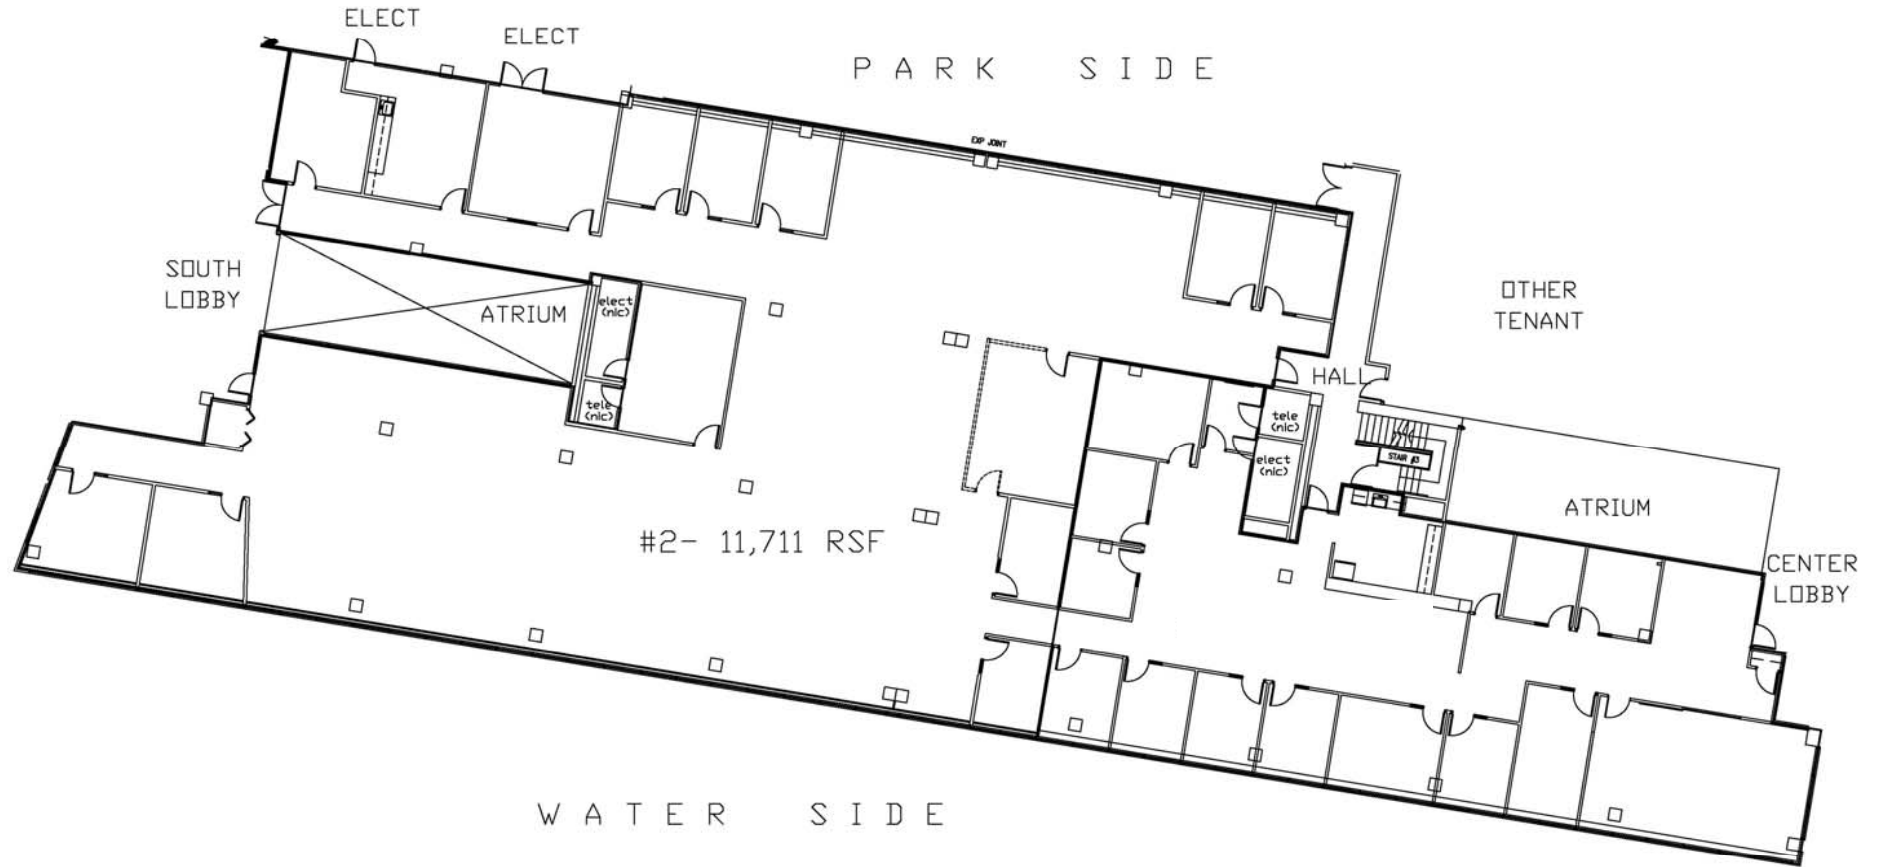 ELECT
ELECT
PARK SIDE
EXP JOINT
SOUTH
LOBBY
ATRIUM
elect
(nic)
tele
(nic)
OTHER
TENANT
HALL
tele
(nic)
elect
(nic)
STAIR #3
ATRIUM
#2- 11,711 RSF
CENTER
LOBBY
WATER SIDE